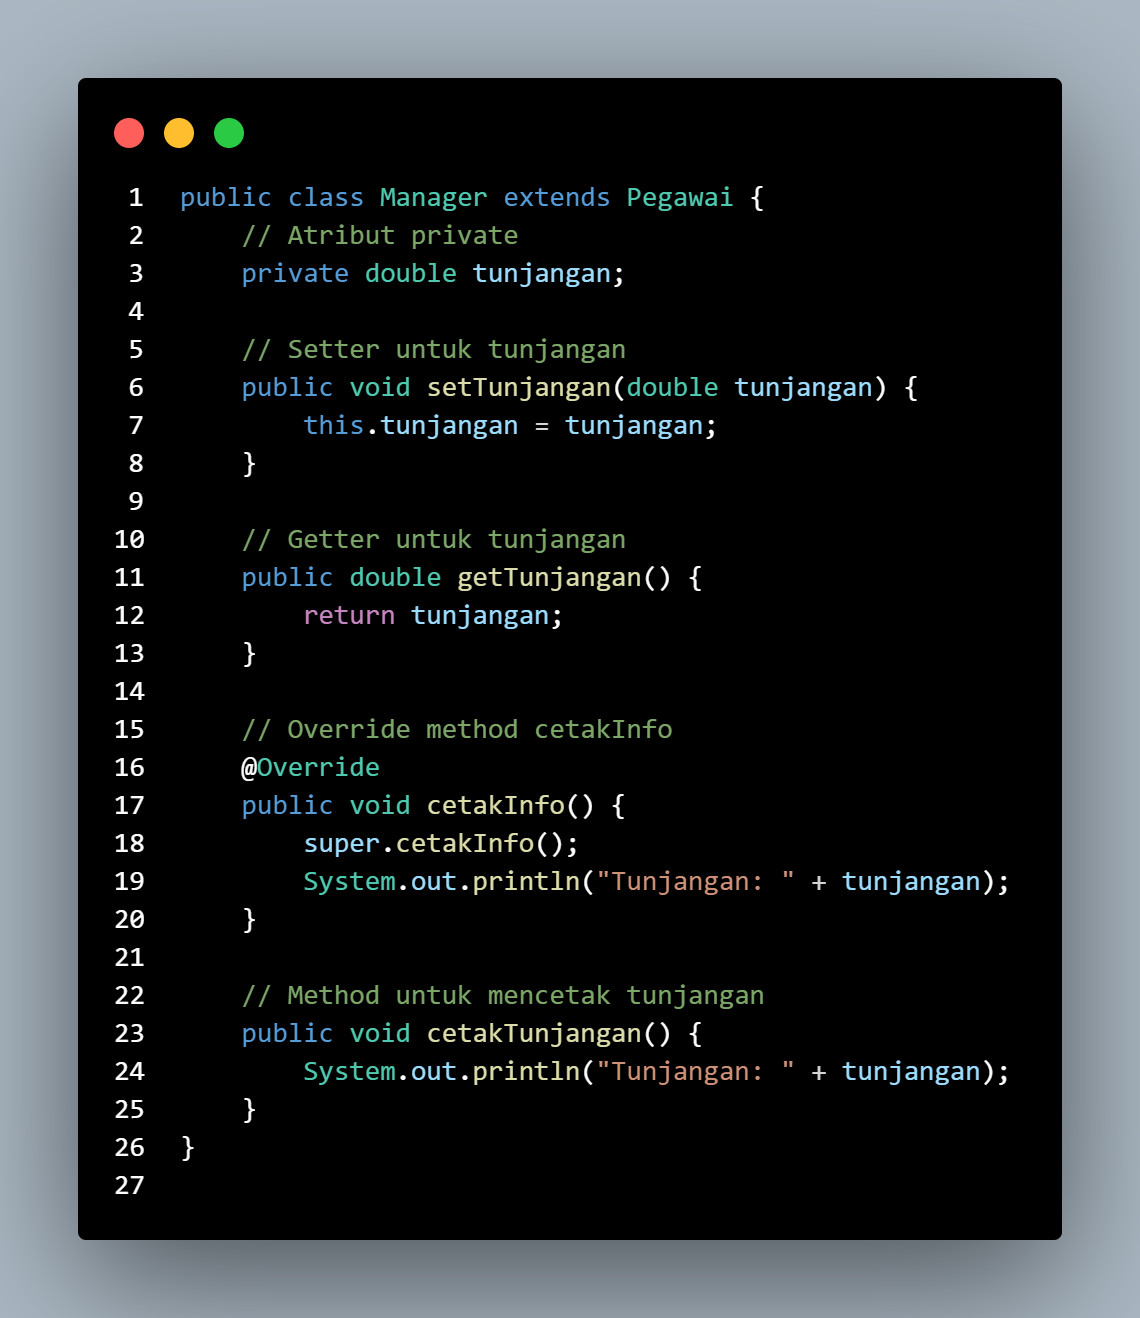 1 public class Manager extends Pegawai {
2     // Atribut private
3     private double tunjangan;
4
5     // Setter untuk tunjangan
6     public void setTunjangan(double tunjangan) {
7         this.tunjangan = tunjangan;
8     }
9
10     // Getter untuk tunjangan
11     public double getTunjangan() {
12         return tunjangan;
13     }
14
15     // Override method cetakInfo
16     @Override
17     public void cetakInfo() {
18         super.cetakInfo();
19         System.out.println("Tunjangan: " + tunjangan);
20     }
21
22     // Method untuk mencetak tunjangan
23     public void cetakTunjangan() {
24         System.out.println("Tunjangan: " + tunjangan);
25     }
26 }
27